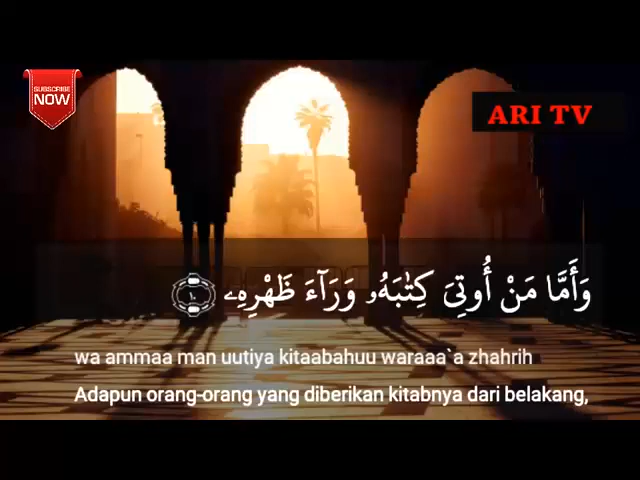 SUBSCRIBE
NOW
ARI TV
وَأَمَّا مَنْ أُوتِىَ كِتَٰبَهُۥ وَرَآءَ ظَهْرِهِۦ ١٠
wa ammaa man uutiya kitaabahuu waraaa`a zhahrih
Adapun orang-orang yang diberikan kitabnya dari belakang,